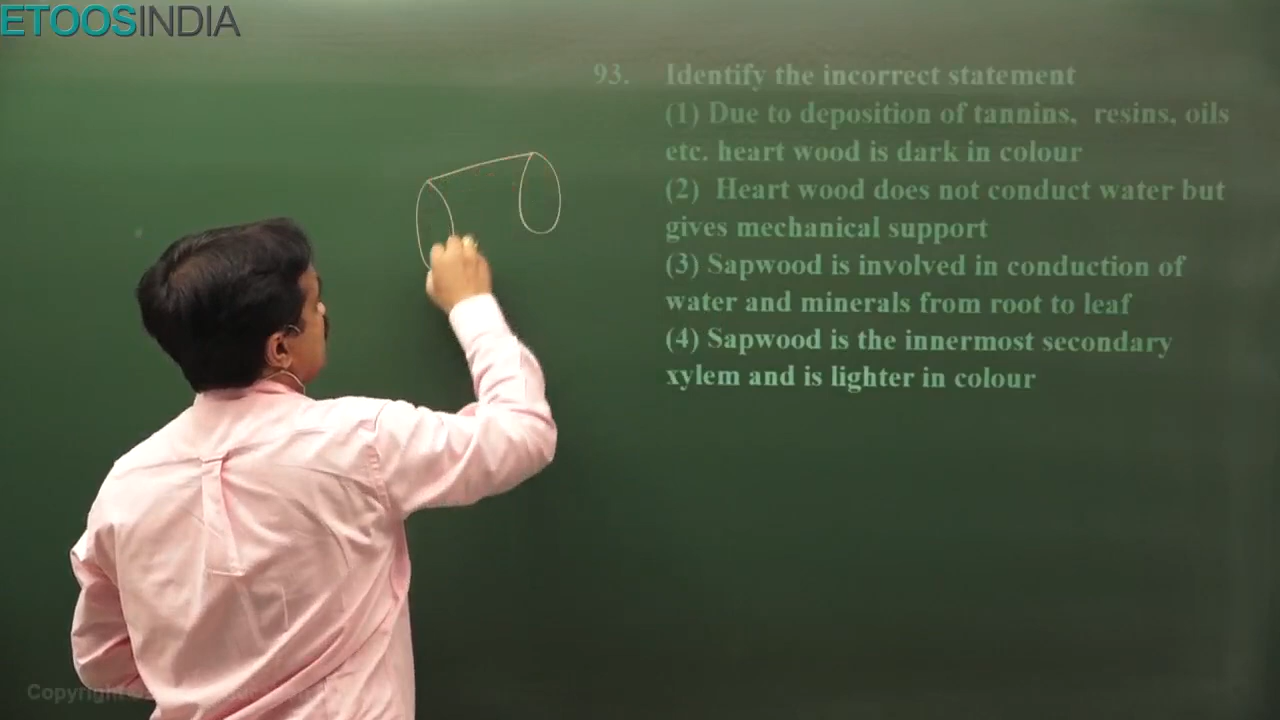 ETOOSINDIA
93. Identify the incorrect statement
(1) Due to deposition of tannins, resins, oils
etc. heart wood is dark in colour
(2) Heart wood does not conduct water but
gives mechanical support
(3) Sapwood is involved in conduction of
water and minerals from root to leaf
(4) Sapwood is the innermost secondary
xylem and is lighter in colour
Copyright